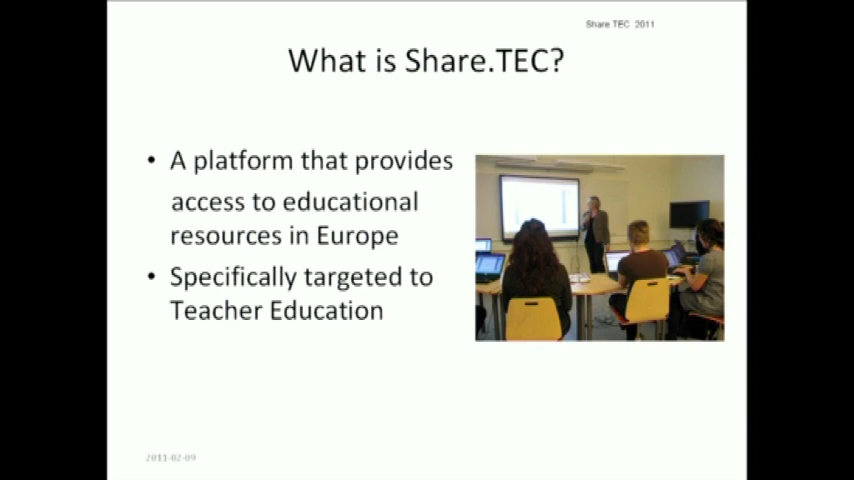 Share.TEC 2011
What is Share.TEC?
• A platform that provides
access to educational
resources in Europe
• Specifically targeted to
Teacher Education
2011-02-09